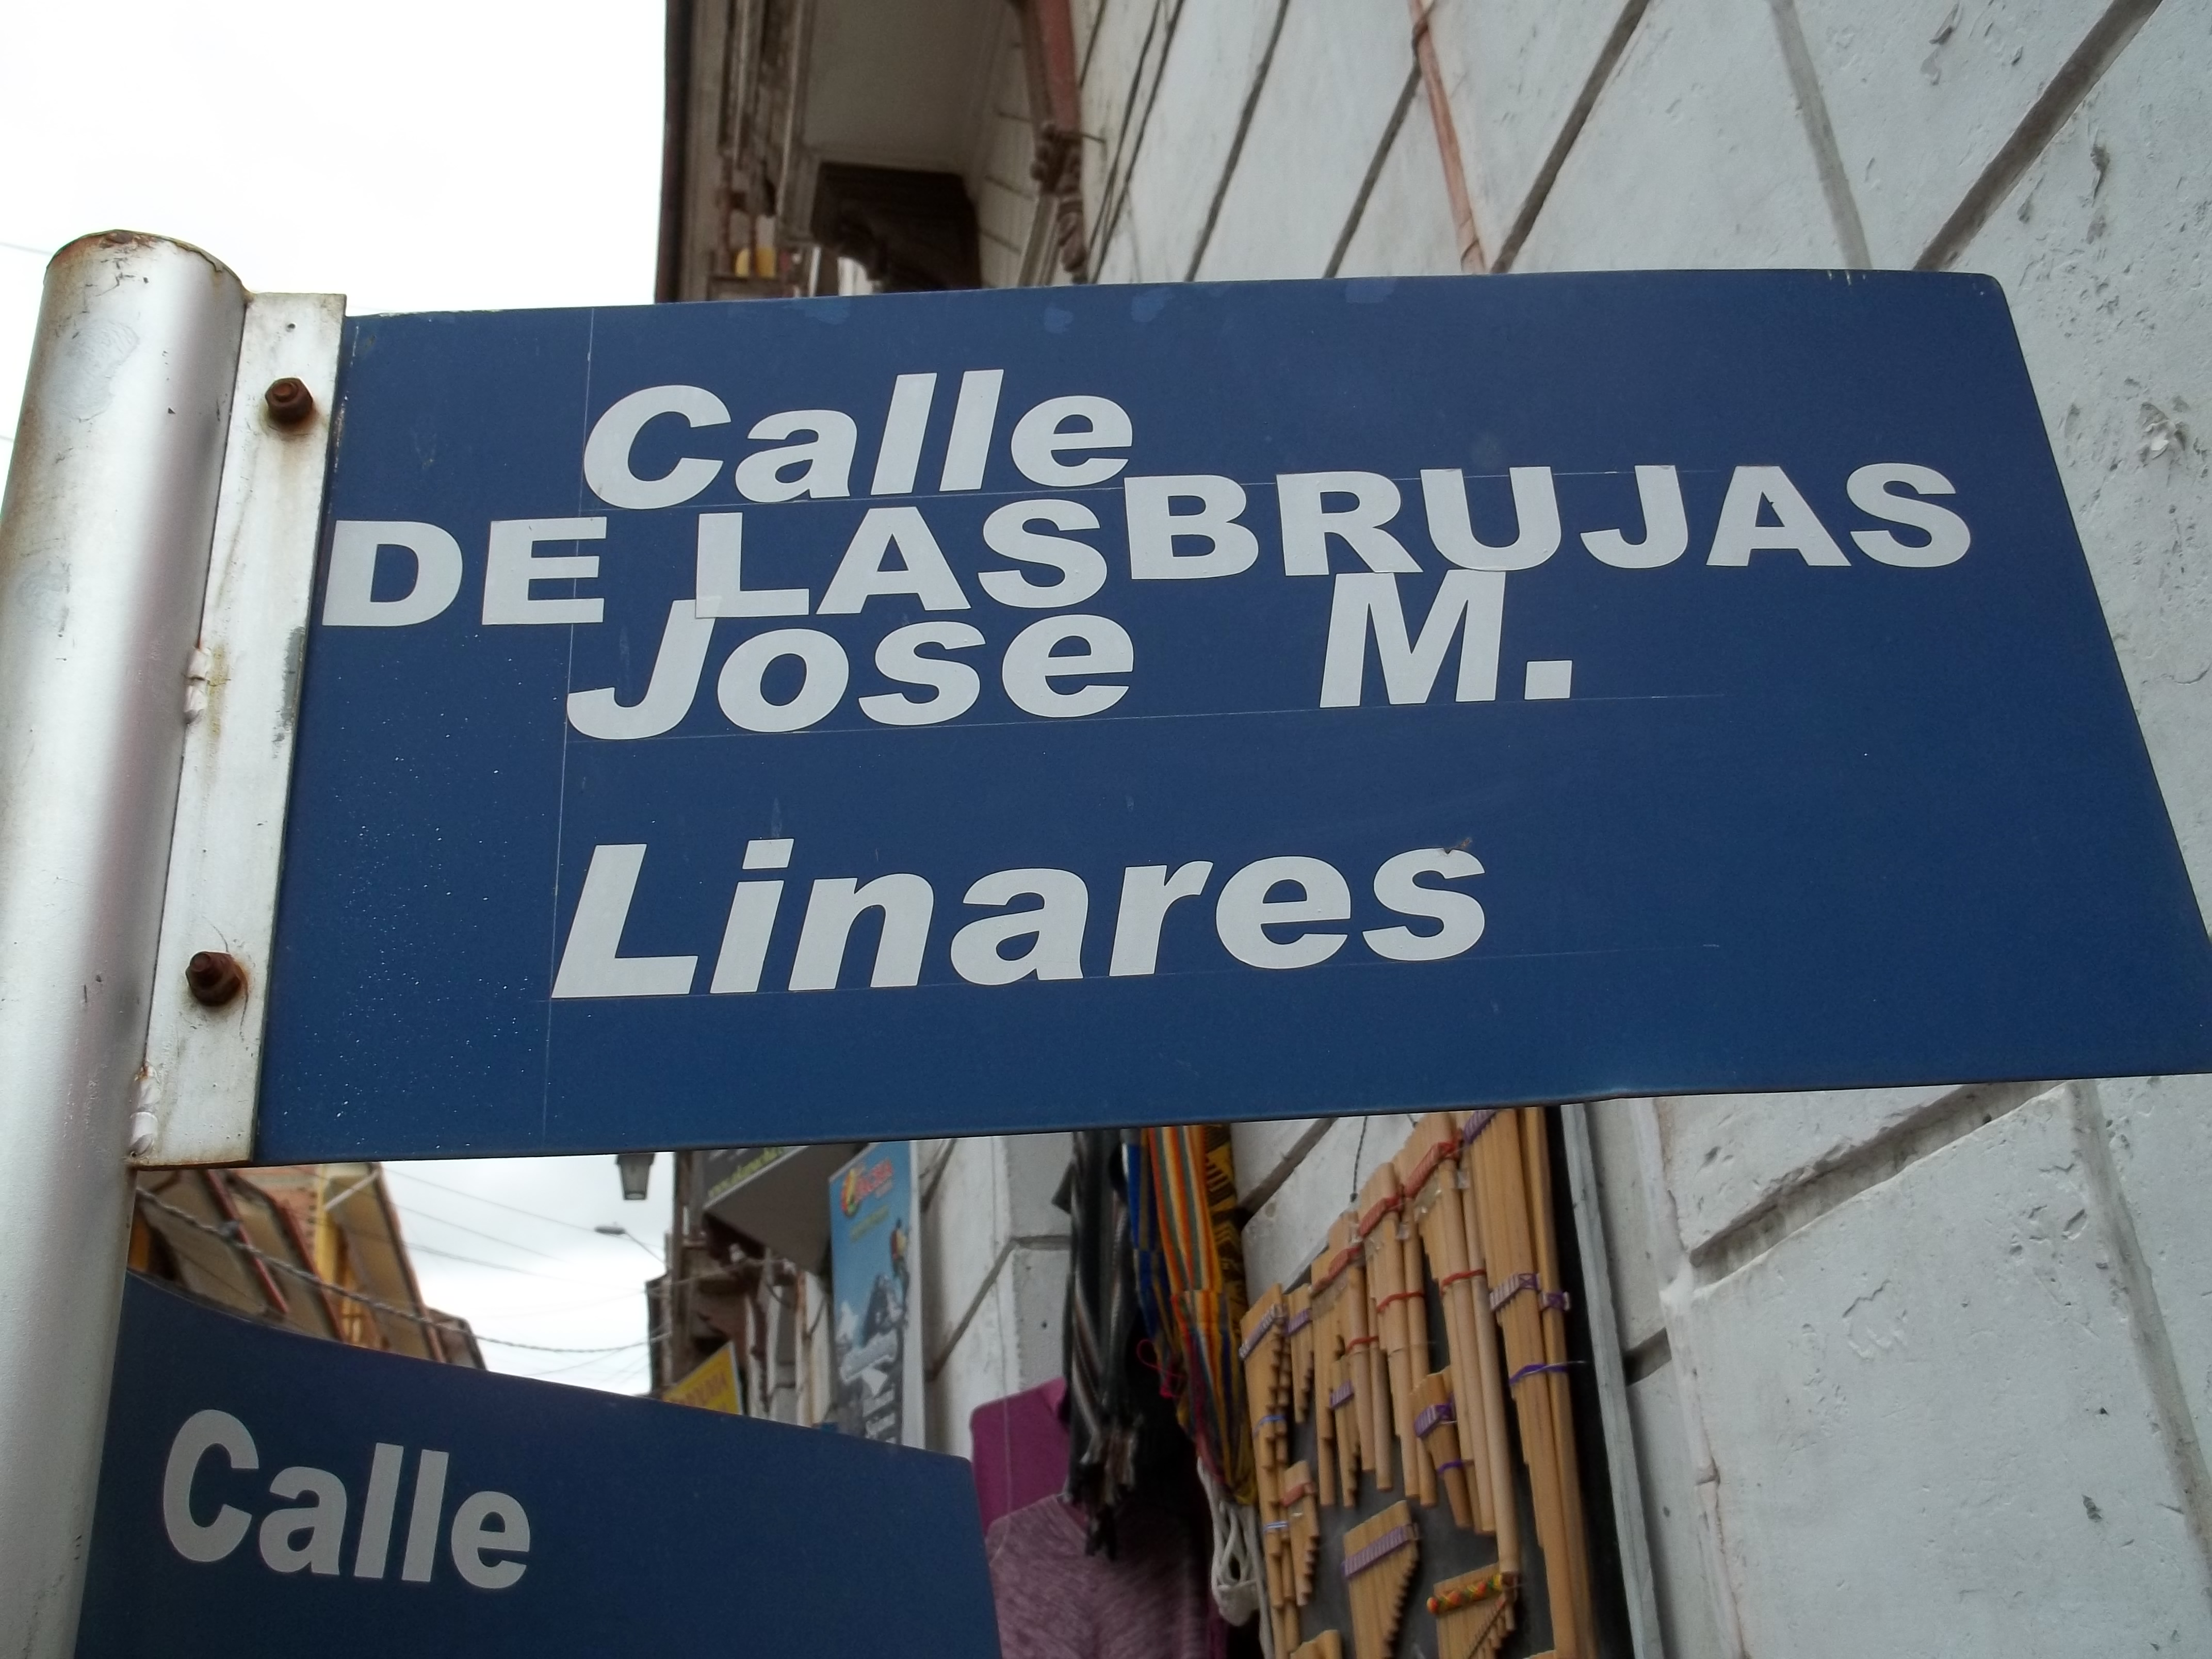 Calle
DE LASBRUJAS
Jose M.
Linares
Calle